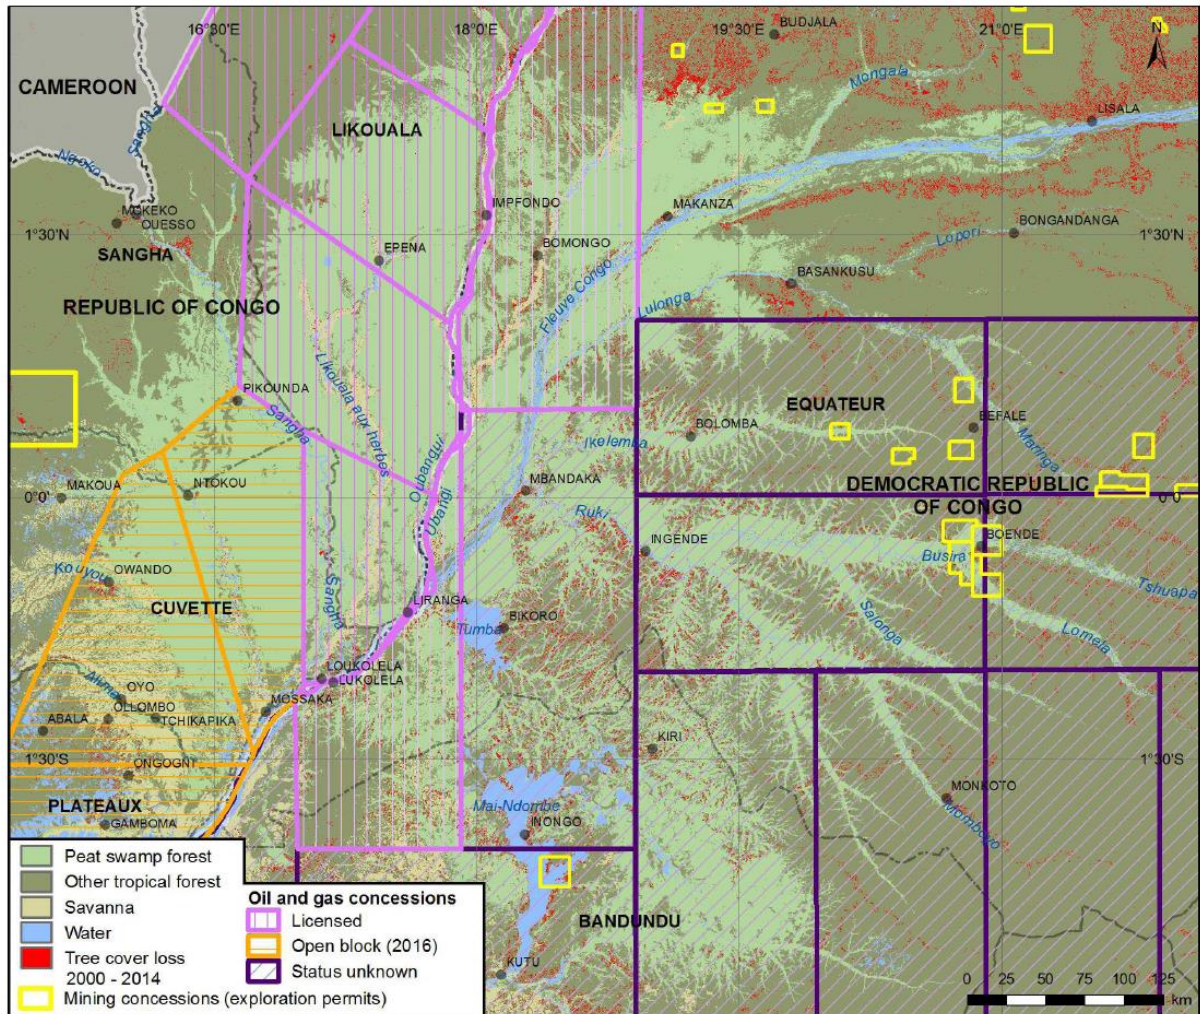 16°30'E
18°0'E
19°30'E
21°0'E
N
BUDJALA
CAMEROON
Mongala
LISALA
Sangha
LIKOUALA
Ngoko
MOKEKO
OUESSO
IMPFONDO
MAKANZA
1°30'N
BONGANDANGA
1°30'N
SANGHA
EPENA
BOMONGO
Lopori
BASANKUSU
REPUBLIC OF CONGO
Fleuve Congo
Lulonga
Likouala aux herbes
PIKOUNDA
Sangha
EQUATEUR
BOLOMBA
BEFALE
Ikelemba
Maringa
Oubangui
Ubangi
MAKOUA
NTOKOU
MBANDAKA
DEMOCRATIC REPUBLIC
OF CONGO
0°0'
0°0'
Ruki
INGENDE
BOENDE
Busira
Kouyou
OWANDO
Tshuapa
CUVETTE
Sangha
LIRANGA
Tumba
BIKORO
Salonga
Lomela
LOUKOLELA
LUKOLELA
Alima
OYO
OLLOMBO
MOSSAKA
ABALA
TCHIKAPIKA
KIRI
1°30'S
1°30'S
ONGOGNI
MONKOTO
PLATEAUX
Mai-Ndombe
Momboyo
GAMBOMA
INONGO
BANDUNDU
KUTU
Peat swamp forest
Other tropical forest
Savanna
Water
Tree cover loss
2000 - 2014
Mining concessions (exploration permits)
Oil and gas concessions
Licensed
Open block (2016)
Status unknown
0 25 50 75 100 125
km